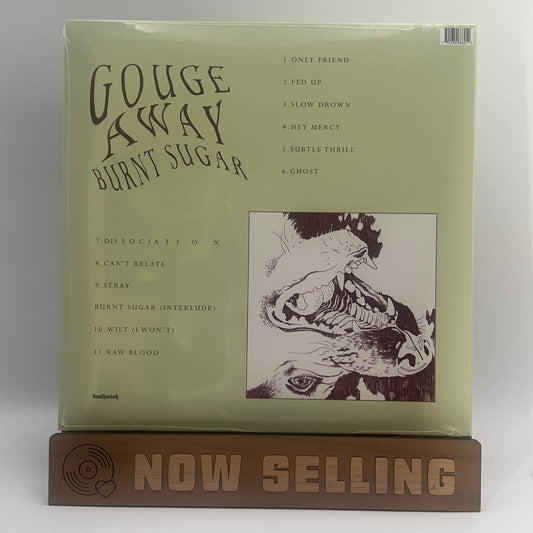 GOUGE
AWAY
BURNT SUGAR
1. ONLY FRIEND
2. FED UP
3. SLOW DROWN
4. HEY MERCY
5. SUBTLE THRILL
6. GHOST
7. DISSOCIATION
8. CAN'T RELATE
9. STRAY
BURNT SUGAR (INTERLUDE)
10. WILT (I WON'T)
11. RAW BLOOD
deathwish
NOW SELLING